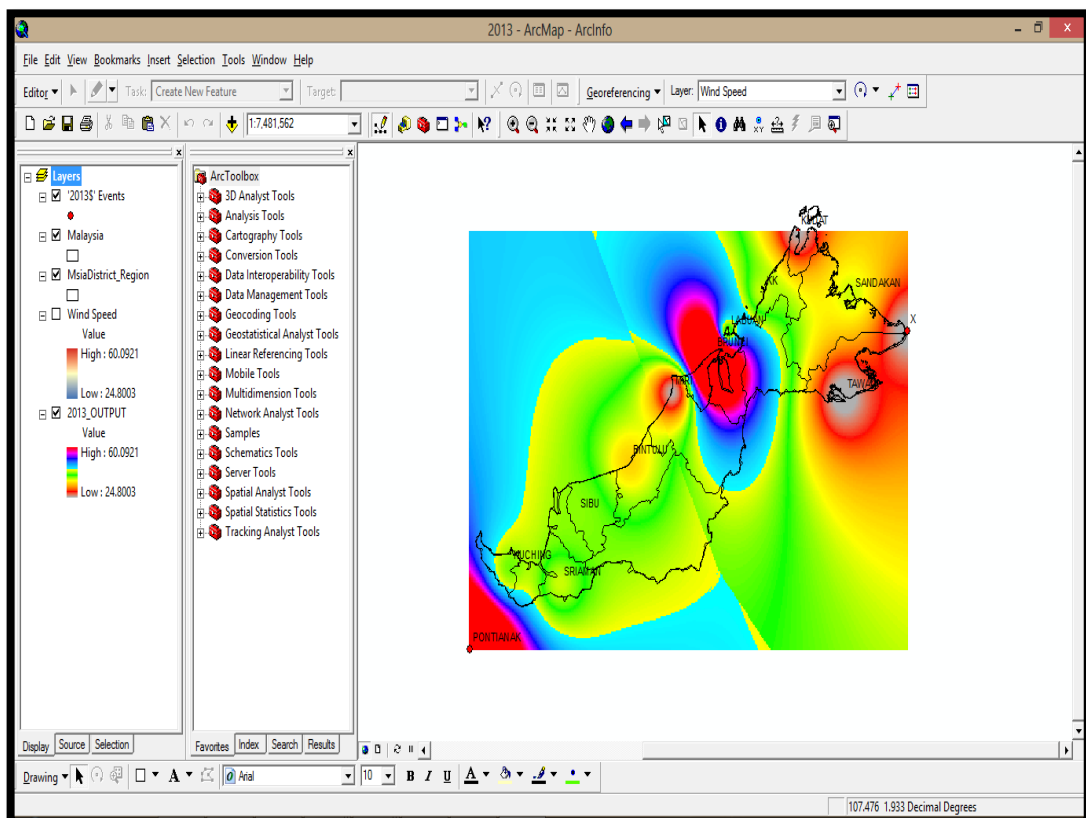 2013 - ArcMap - ArcInfo
File Edit View Bookmarks Insert Selection Tools Window Help
Editor Task: Create New Feature Target: Georeferencing Layer: Wind Speed
1:7,481,562
Layers
'2013$' Events
Malaysia
MsiaDistrict_Region
Wind Speed
Value
High : 60.0921
Low : 24.8003
2013_OUTPUT
Value
High : 60.0921
Low : 24.8003
Display Source Selection
ArcToolbox
3D Analyst Tools
Analysis Tools
Cartography Tools
Conversion Tools
Data Interoperability Tools
Data Management Tools
Geocoding Tools
Geostatistical Analyst Tools
Linear Referencing Tools
Mobile Tools
Multidimension Tools
Network Analyst Tools
Samples
Schematics Tools
Server Tools
Spatial Analyst Tools
Spatial Statistics Tools
Tracking Analyst Tools
Favorites Index Search Results
KUDAT
KK
SANDAKAN
X
LABUAN
BRUNEI
TAWAU
BINTULU
SIBU
KUCHING
SRIAMAN
PONTIANAK
Drawing A Arial 10 B I U A
107.476 1.933 Decimal Degrees